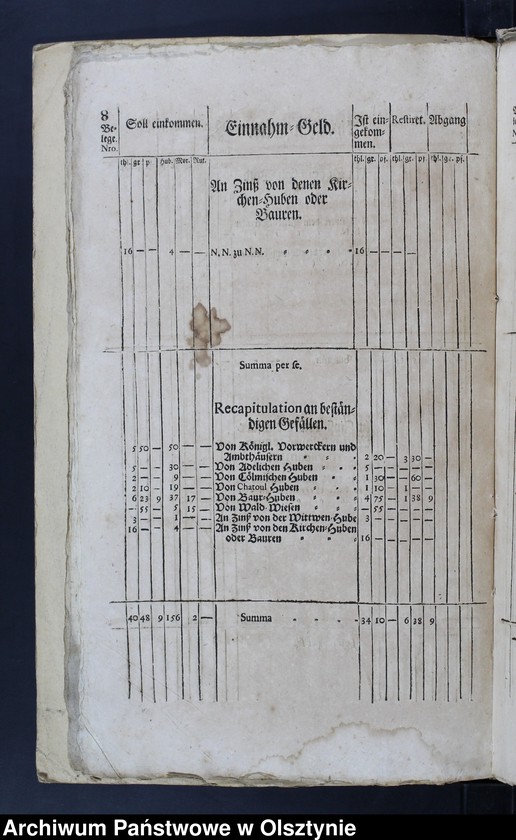 8
Be-
lege.
Nro.
Soll einkommen.
Einnahm-Geld.
Ist ein-
gekom-
men.
Restiret.
Abgang
thl. gr p. Hub. Mor. Rut. thl. gr. pf. thl. gr. pf thl. gr. pf.
An Zinß von denen Kir-
chen-Huben oder
Bauren.
16 — — 4 — — N. N. zu N. N. 16 — — — —
Summa per se.
Recapitulation an bestän-
digen Gefällen.
5 50 — 50 — — Von Königl. Vorwerckern und
Ambthäusern 2 20 — 3 30 —
5 — — 30 — — Von Adelichen Huben 5 — — — — —
2 — — 9 — — Von Cölmischen Huben 1 30 — — 60 —
2 10 — 19 — — Von Chatoul Huben 1 10 — 1 — —
6 23 9 37 17 — Von Baur-Huben 4 75 — 1 38 9
— 55 — 5 15 — Von Wald-Wiesen — 55 —
3 — — 1 — — An Zinß von der Wittwen-Hube 3 — —
16 — — 4 — — An Zinß von den Kirchen-Huben
oder Bauren 16 — —
40 48 9 156 2 — Summa 34 10 — 6 38 9
Archiwum Państwowe w Olsztynie